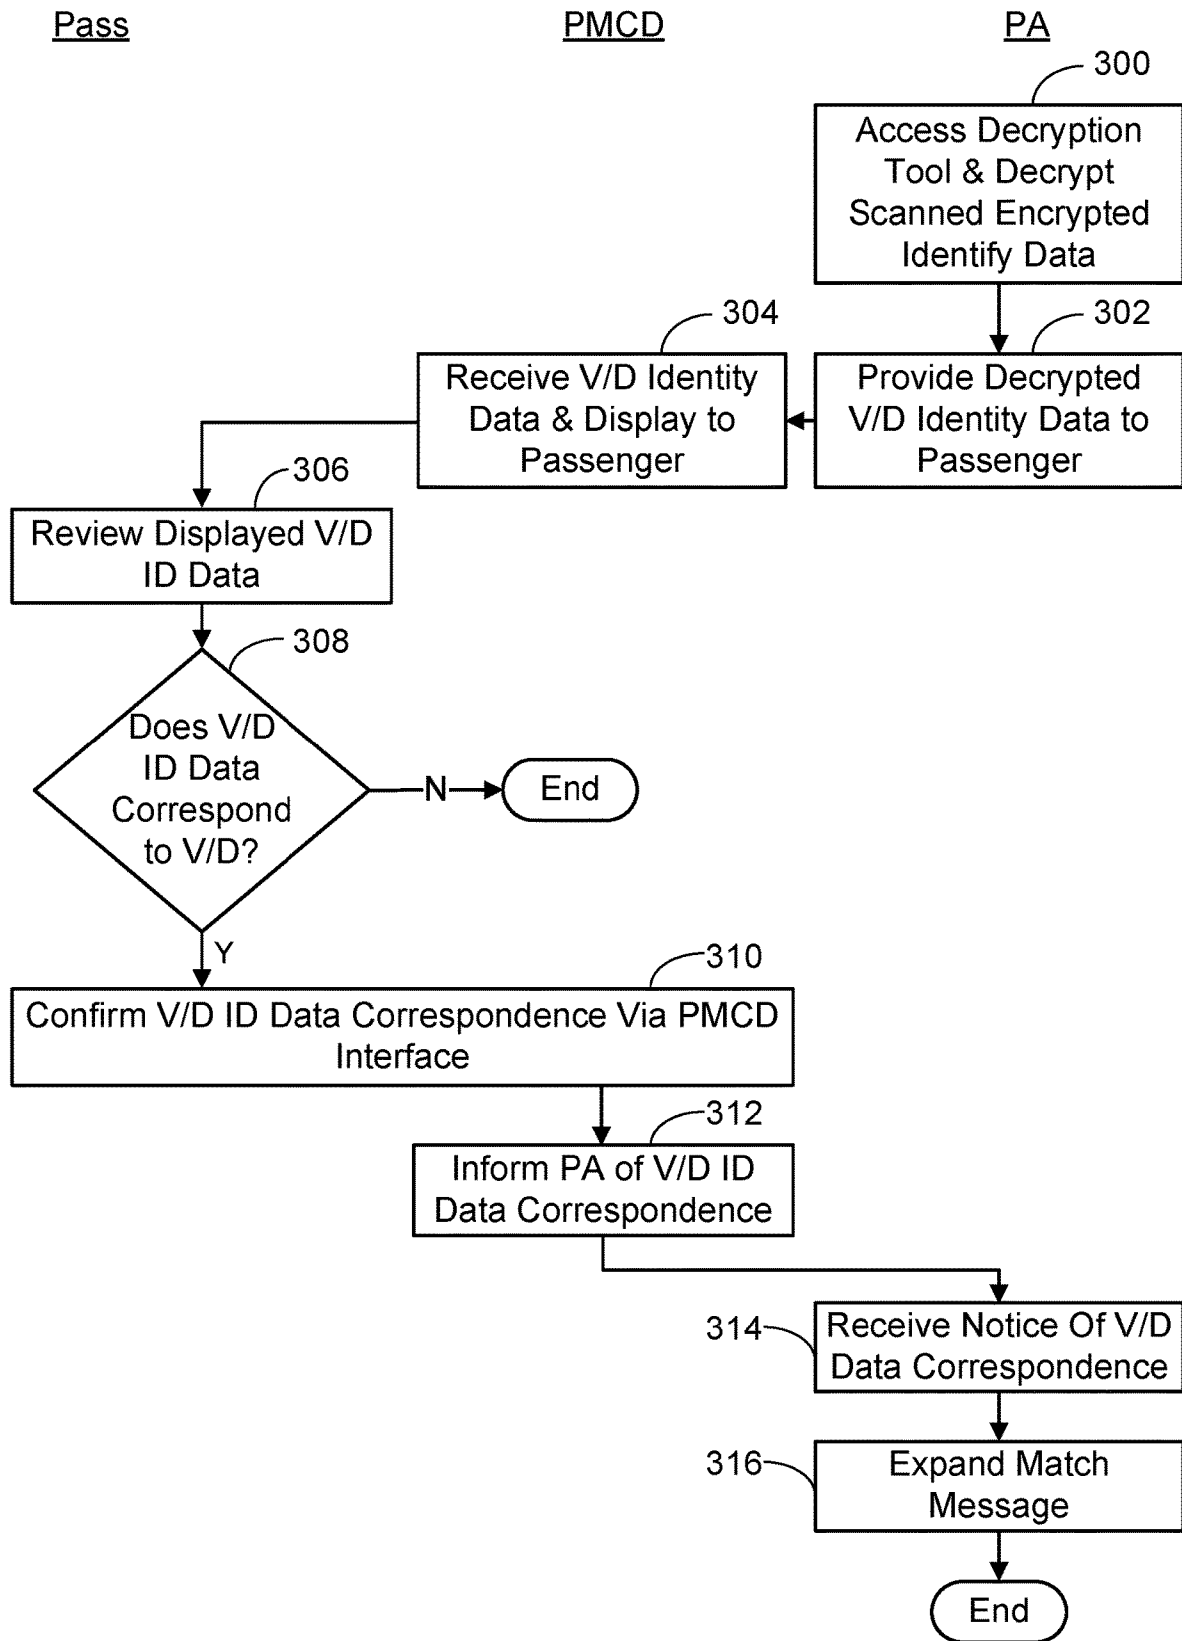 Pass PMCD PA
300
Access Decryption
Tool & Decrypt
Scanned Encrypted
Identify Data
302
Provide Decrypted
V/D Identity Data to
Passenger
304
Receive V/D Identity
Data & Display to
Passenger
306
Review Displayed V/D
ID Data
308
Does V/D
ID Data
Correspond
to V/D?
N
End
Y
310
Confirm V/D ID Data Correspondence Via PMCD
Interface
312
Inform PA of V/D ID
Data Correspondence
314
Receive Notice Of V/D
Data Correspondence
316
Expand Match
Message
End